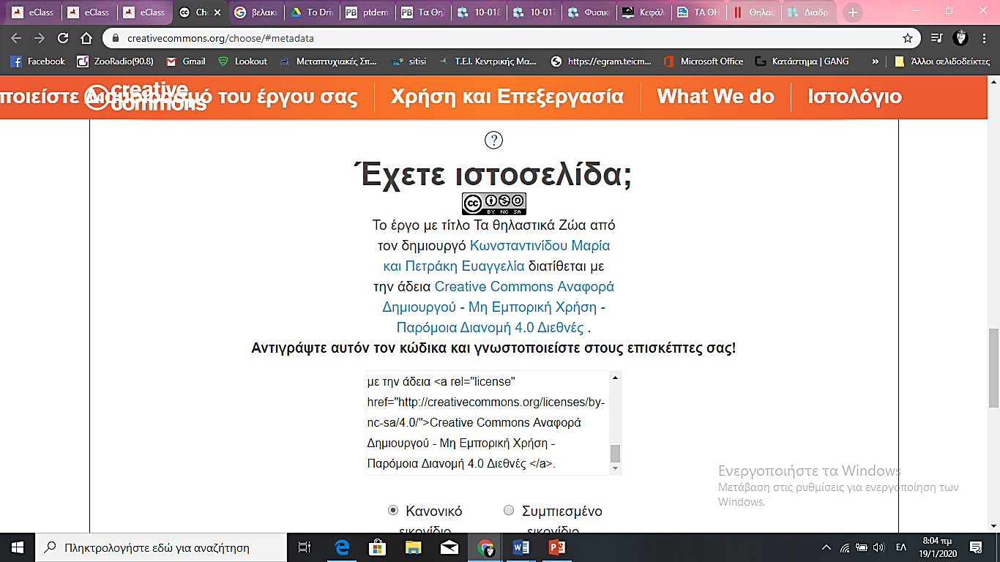 eClass eClass eClass Ch βελακι Το Driv ptdem Τα Θη 10-018 10-017 Φυσικ Κεφάλ ΤΑ ΘΗ Θηλασ Διαδρ
creativecommons.org/choose/#metadata
Facebook ZooRadio(90.8) Gmail Lookout Μεταπτυχιακές Σπ... sitisi Τ.Ε.Ι. Κεντρικής Μα... https://egram.teicm... Microsoft Office Κατάστημα | GANG » Άλλοι σελιδοδείκτες
creative commons
ποιείστε του έργου σας Χρήση και Επεξεργασία What We do Ιστολόγιο
?
Έχετε ιστοσελίδα;
cc BY NC SA
Το έργο με τίτλο Τα θηλαστικά Ζώα από
τον δημιουργό Κωνσταντινίδου Μαρία
και Πετράκη Ευαγγελία διατίθεται με
την άδεια Creative Commons Αναφορά
Δημιουργού - Μη Εμπορική Χρήση -
Παρόμοια Διανομή 4.0 Διεθνές .
Αντιγράψτε αυτόν τον κώδικα και γνωστοποιείστε στους επισκέπτες σας!
με την άδεια <a rel="license"
href="http://creativecommons.org/licenses/by-
nc-sa/4.0/">Creative Commons Αναφορά
Δημιουργού - Μη Εμπορική Χρήση -
Παρόμοια Διανομή 4.0 Διεθνές </a>.
Ενεργοποιήστε τα Windows
Μετάβαση στις ρυθμίσεις για ενεργοποίηση των
Windows.
Κανονικό Συμπιεσμένο
εικονίδιο εικονίδιο
Πληκτρολογήστε εδώ για αναζήτηση
ΕΛ 8:04 πμ
19/1/2020